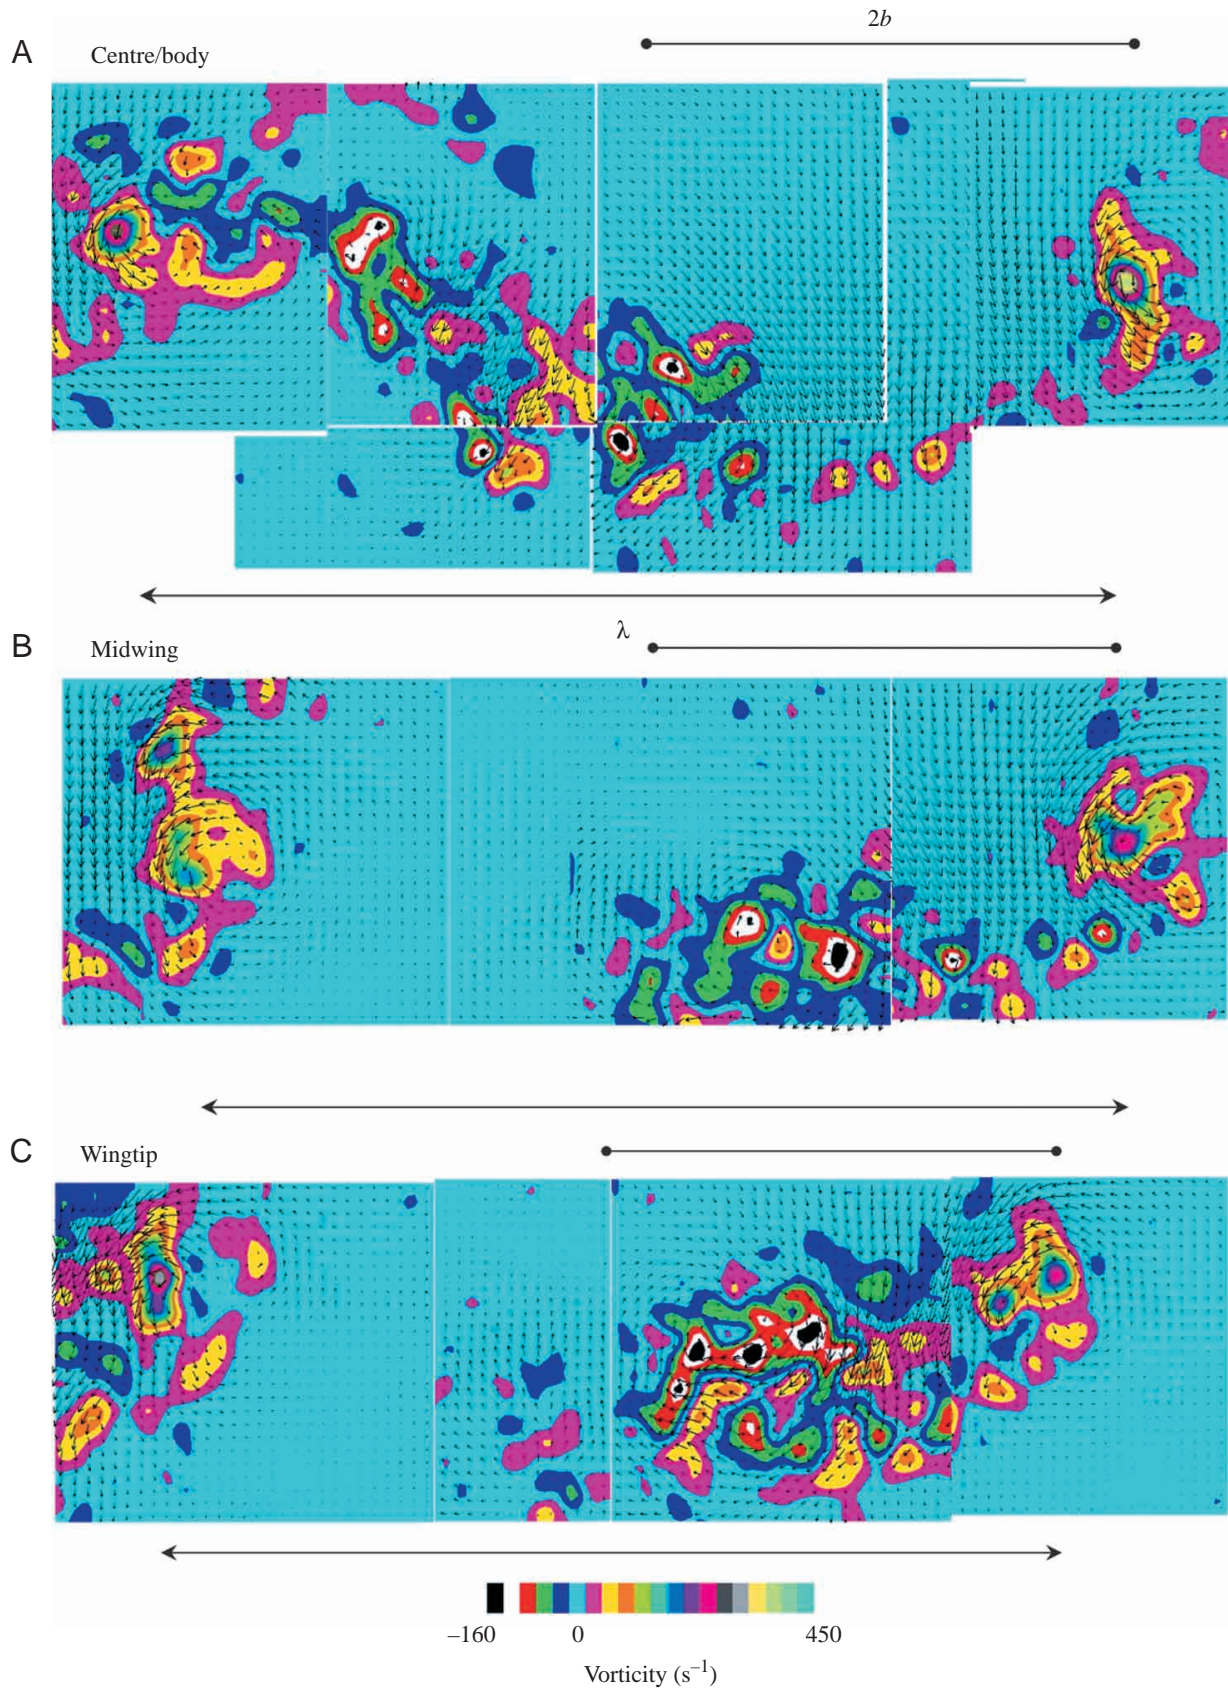 2b
A
Centre/body
λ
B
Midwing
C
Wingtip
–160 0 450
Vorticity (s–1)